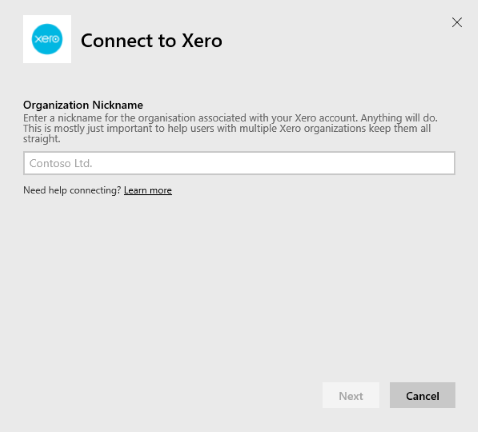 xero
Connect to Xero
Organization Nickname
Enter a nickname for the organisation associated with your Xero account. Anything will do.
This is mostly just important to help users with multiple Xero organizations keep them all
straight.
Contoso Ltd.
Need help connecting? Learn more
Next
Cancel